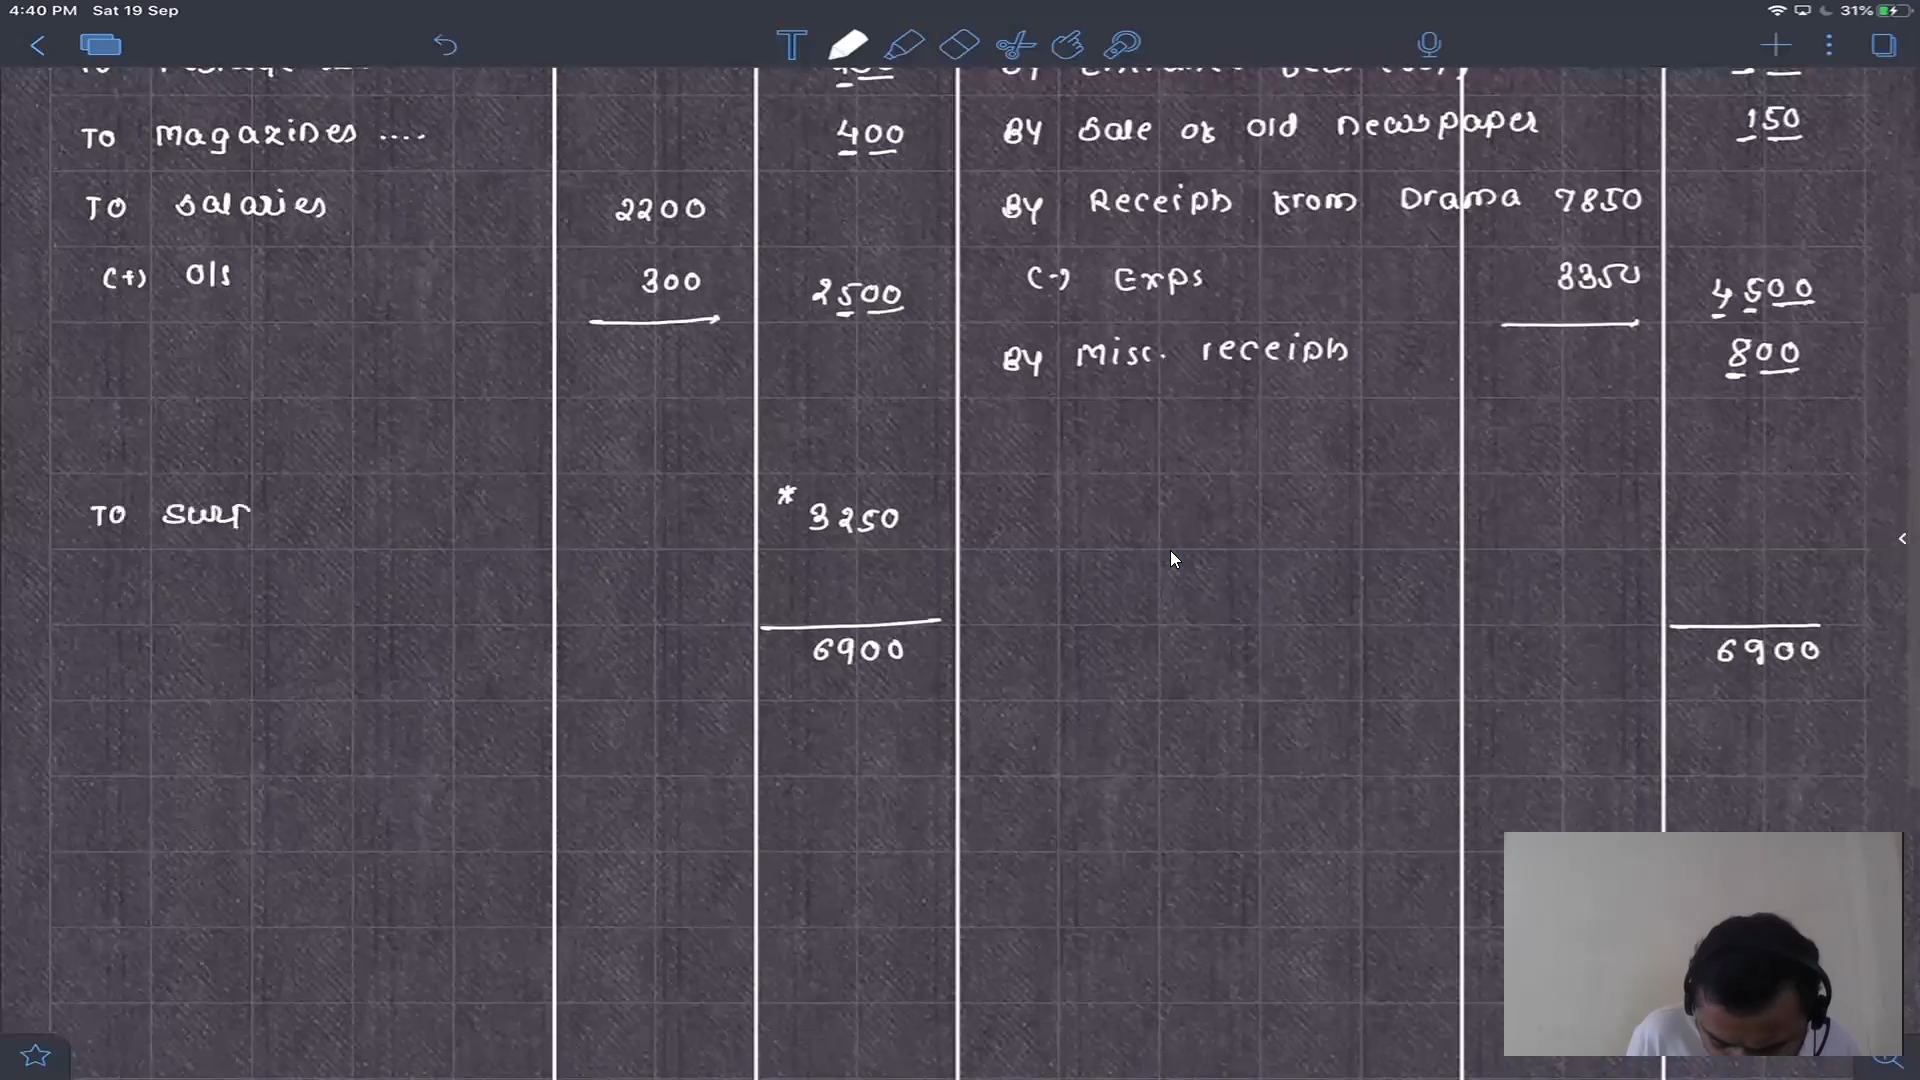 4:40 PM Sat 19 Sep
31%
To magazines .... 400
By Sale of old newspaper 150
To salaries 2200
By Receipts from Drama 7850
(+) O/s 300 2500
(-) Exps 3350 4500
By Misc. receipts 800
To surp * 3250
6900 6900